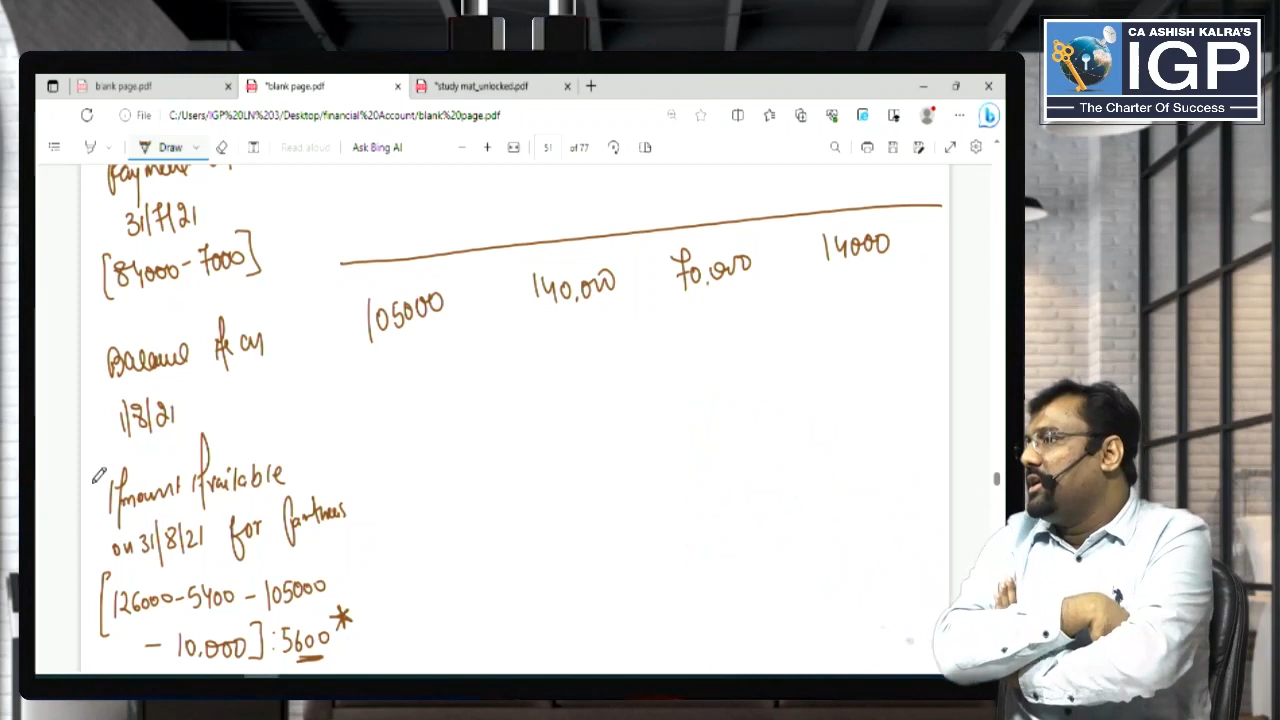 CA ASHISH KALRA'S
IGP
The Charter Of Success
blank page.pdf
*blank page.pdf
*study mat_unlocked.pdf
File C:/Users/IGP%20LN%203/Desktop/financial%20Account/blank%20page.pdf
Draw Read aloud Ask Bing AI 51 of 77
Payment
31/7/21
[84000-7000]
105000 140,000 70,000 14000
Balance
1/8/21
Amount Available
on 31/8/21 for Partners
[126000-5400-105000
-10,000]:5600*